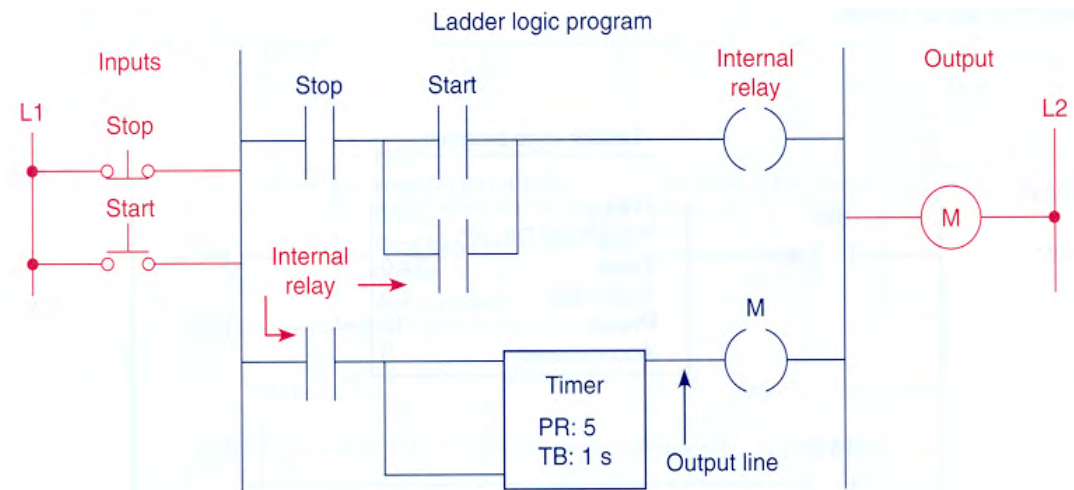 Ladder logic program
Inputs
Internal
relay
Output
Stop
Start
L1
L2
Stop
Start
M
Internal
relay
M
Timer
PR: 5
TB: 1 s
Output line